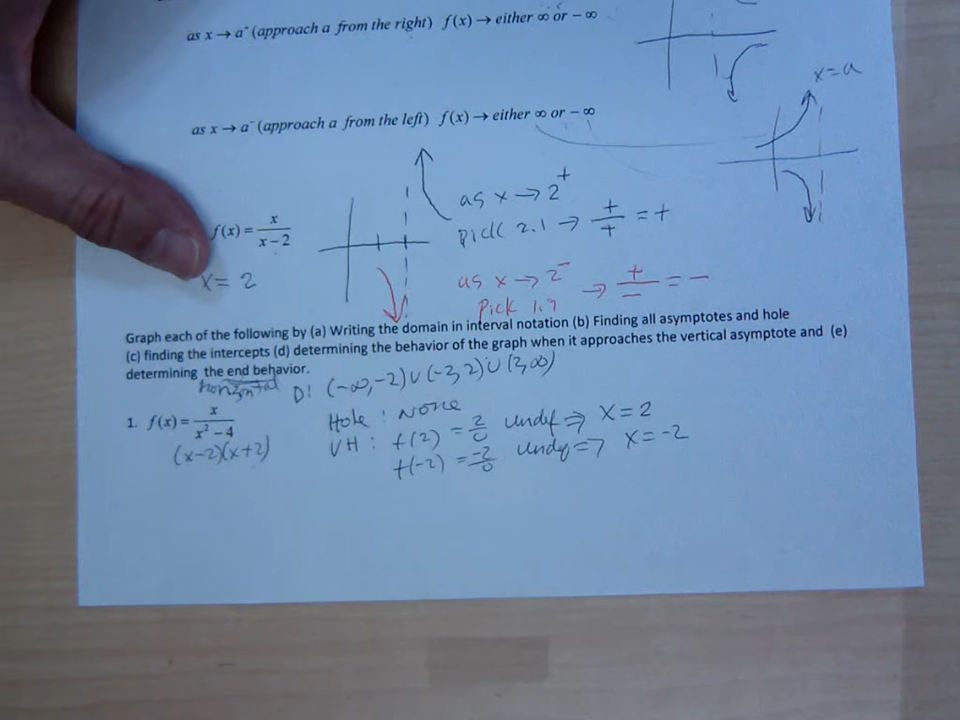 as x → a⁺ (approach a from the right) f(x) → either ∞ or − ∞
x=a
as x → a⁻ (approach a from the left) f(x) → either ∞ or − ∞
as x → 2⁺
f(x) = x/(x−2)
pick 2.1 → +/+ = +
x = 2
as x → 2⁻ → +/− = −
Pick 1.9
Graph each of the following by (a) Writing the domain in interval notation (b) Finding all asymptotes and hole
(c) finding the intercepts (d) determining the behavior of the graph when it approaches the vertical asymptote and (e)
determining the end behavior.
horizontal
D: (-∞,-2)∪(-2,2)∪(2,∞)
1. f(x) = x/(x²−4)
Hole: None
(x-2)(x+2)
VH: f(2) = 2/0 undef ⇒ x=2
f(-2) = -2/0 undef ⇒ x=-2